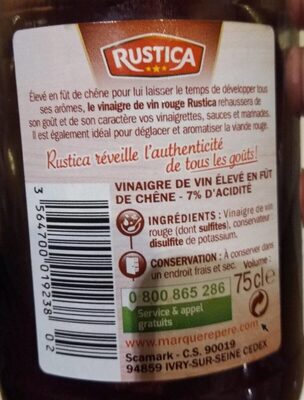 RUSTICA
Élevé en fût de chêne pour lui laisser le temps de développer tous
ses arômes, le vinaigre de vin rouge Rustica rehaussera de
son goût et de son caractère vos vinaigrettes, sauces et marinades.
Il est également idéal pour déglacer et aromatiser la viande rouge.
Rustica réveille l'authenticité
de tous les goûts!
VINAIGRE DE VIN ÉLEVÉ EN FÛT
DE CHÊNE - 7% D'ACIDITÉ
INGRÉDIENTS : Vinaigre de vin
rouge (dont sulfites), conservateur :
disulfite de potassium.
CONSERVATION : À conserver dans
un endroit frais et sec. Volume :
75cl e
0 800 865 286
Service & appel
gratuits
www.marquerepere.com
Scamark - C.S. 90019
94859 IVRY-SUR-SEINE CEDEX
3 564700 019238
02